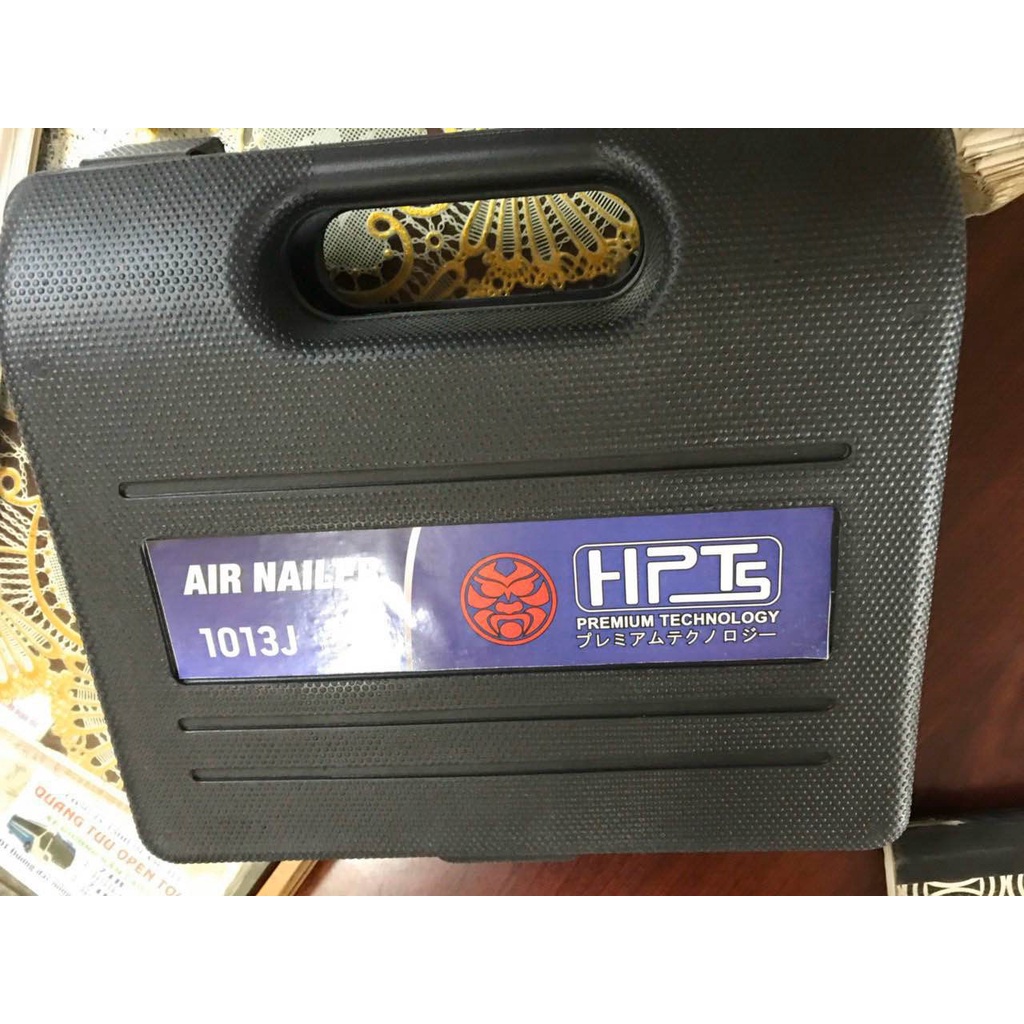 AIR NAILER
1013J
HPTS
PREMIUM TECHNOLOGY
プレミアムテクノロジー
QUANG TUU OPEN TO